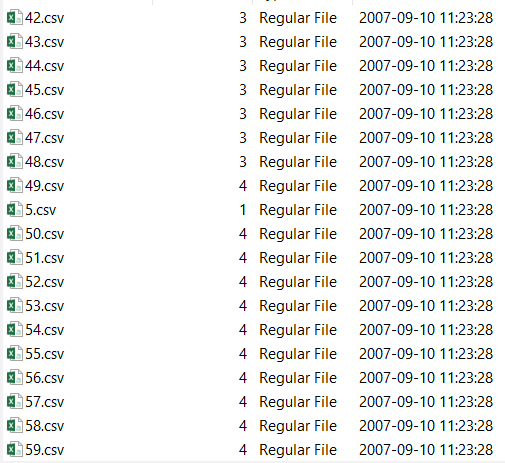 42.csv 3 Regular File 2007-09-10 11:23:28
43.csv 3 Regular File 2007-09-10 11:23:28
44.csv 3 Regular File 2007-09-10 11:23:28
45.csv 3 Regular File 2007-09-10 11:23:28
46.csv 3 Regular File 2007-09-10 11:23:28
47.csv 3 Regular File 2007-09-10 11:23:28
48.csv 3 Regular File 2007-09-10 11:23:28
49.csv 4 Regular File 2007-09-10 11:23:28
5.csv 1 Regular File 2007-09-10 11:23:28
50.csv 4 Regular File 2007-09-10 11:23:28
51.csv 4 Regular File 2007-09-10 11:23:28
52.csv 4 Regular File 2007-09-10 11:23:28
53.csv 4 Regular File 2007-09-10 11:23:28
54.csv 4 Regular File 2007-09-10 11:23:28
55.csv 4 Regular File 2007-09-10 11:23:28
56.csv 4 Regular File 2007-09-10 11:23:28
57.csv 4 Regular File 2007-09-10 11:23:28
58.csv 4 Regular File 2007-09-10 11:23:28
59.csv 4 Regular File 2007-09-10 11:23:28